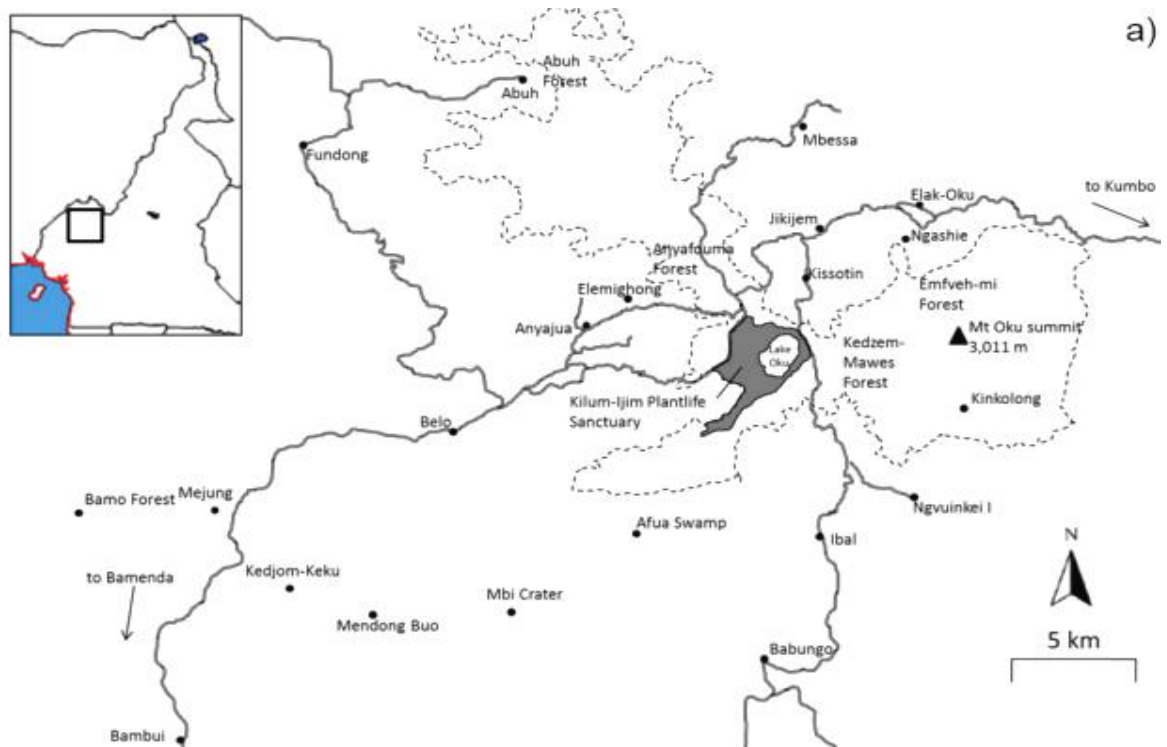 a)
Abuh
Forest
Abuh
Mbessa
Fundong
to Kumbo
Elak-Oku
Jikijem
Ngashie
Anyafouma
Forest
Kissotin
Elemighong
Emfveh-mi
Forest
Anyajua
Mt Oku summit
3,011 m
Lake
Oku
Kedzem-
Mawes
Forest
Kilum-Ijim Plantlife
Sanctuary
Kinkolong
Belo
Bamo Forest
Mejung
Ngvuinkei I
Afua Swamp
Ibal
N
to Bamenda
Kedjom-Keku
Mbi Crater
Mendong Buo
5 km
Babungo
Bambui